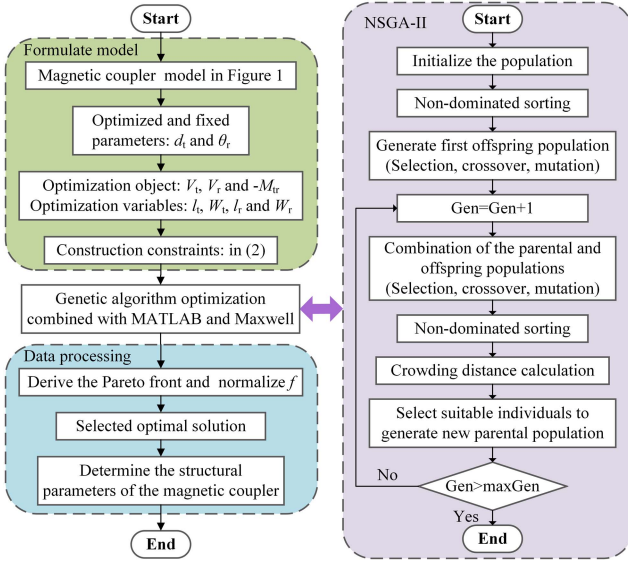 Start
Formulate model
Magnetic coupler model in Figure 1
Optimized and fixed
parameters: dt and θr
Optimization object: Vt, Vr and -Mtr
Optimization variables: lt, Wt, lr and Wr
Construction constraints: in (2)
Genetic algorithm optimization
combined with MATLAB and Maxwell
Data processing
Derive the Pareto front and normalize f
Selected optimal solution
Determine the structural
parameters of the magnetic coupler
End
NSGA-II
Start
Initialize the population
Non-dominated sorting
Generate first offspring population
(Selection, crossover, mutation)
Gen=Gen+1
Combination of the parental and
offspring populations
(Selection, crossover, mutation)
Non-dominated sorting
Crowding distance calculation
Select suitable individuals to
generate new parental population
No
Gen>maxGen
Yes
End